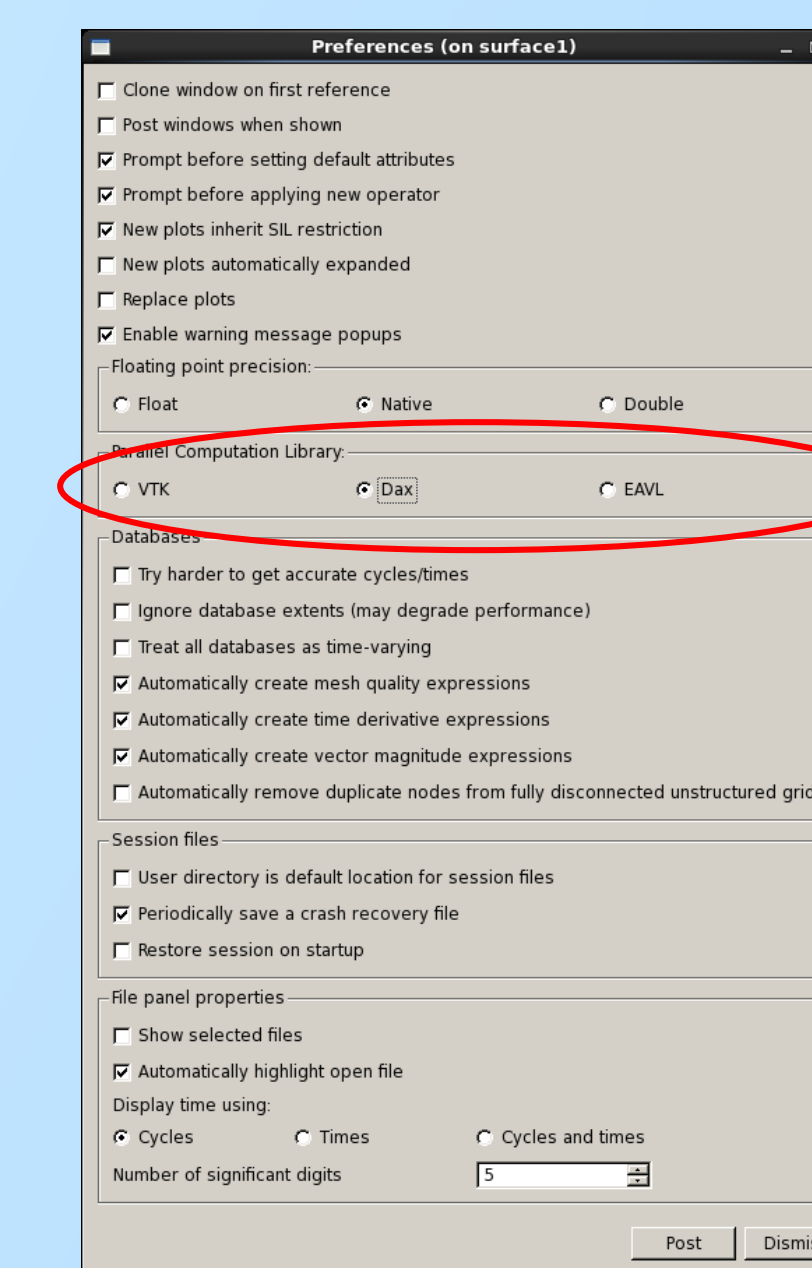 Preferences (on surface1)
Clone window on first reference
Post windows when shown
Prompt before setting default attributes
Prompt before applying new operator
New plots inherit SIL restriction
New plots automatically expanded
Replace plots
Enable warning message popups
Floating point precision:
Float Native Double
Parallel Computation Library:
VTK Dax EAVL
Databases
Try harder to get accurate cycles/times
Ignore database extents (may degrade performance)
Treat all databases as time-varying
Automatically create mesh quality expressions
Automatically create time derivative expressions
Automatically create vector magnitude expressions
Automatically remove duplicate nodes from fully disconnected unstructured
Session files
User directory is default location for session files
Periodically save a crash recovery file
Restore session on startup
File panel properties
Show selected files
Automatically highlight open file
Display time using:
Cycles Times Cycles and times
Number of significant digits 5
Post